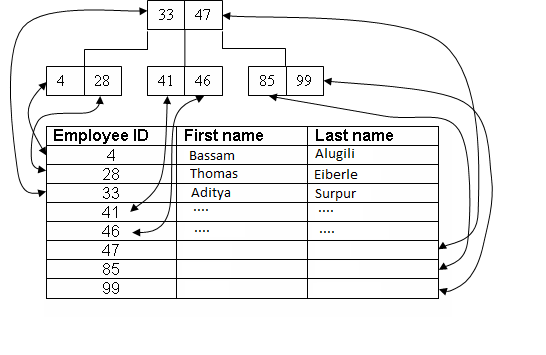 33 47
4 28 41 46 85 99
Employee ID First name Last name
4 Bassam Alugili
28 Thomas Eiberle
33 Aditya Surpur
41 .... ....
46 .... ....
47
85
99